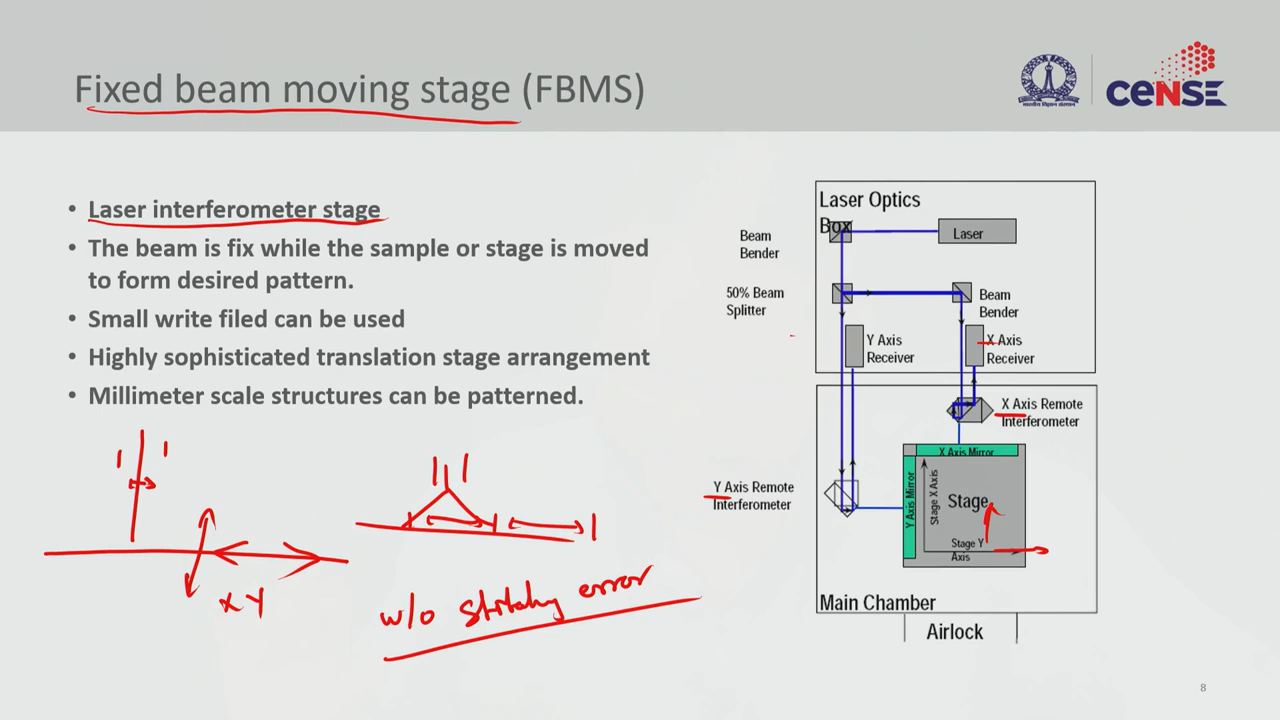 Fixed beam moving stage (FBMS)
CeNSE
• Laser interferometer stage
• The beam is fix while the sample or stage is moved
to form desired pattern.
• Small write filed can be used
• Highly sophisticated translation stage arrangement
• Millimeter scale structures can be patterned.
X Y
w/o stitching error
Laser Optics
Box
Laser
Beam
Bender
50% Beam
Splitter
Beam
Bender
Y Axis
Receiver
X Axis
Receiver
X Axis Remote
Interferometer
X Axis Mirror
Y Axis Mirror
Stage X Axis
Stage
Stage Y
Axis
Y Axis Remote
Interferometer
Main Chamber
Airlock
8